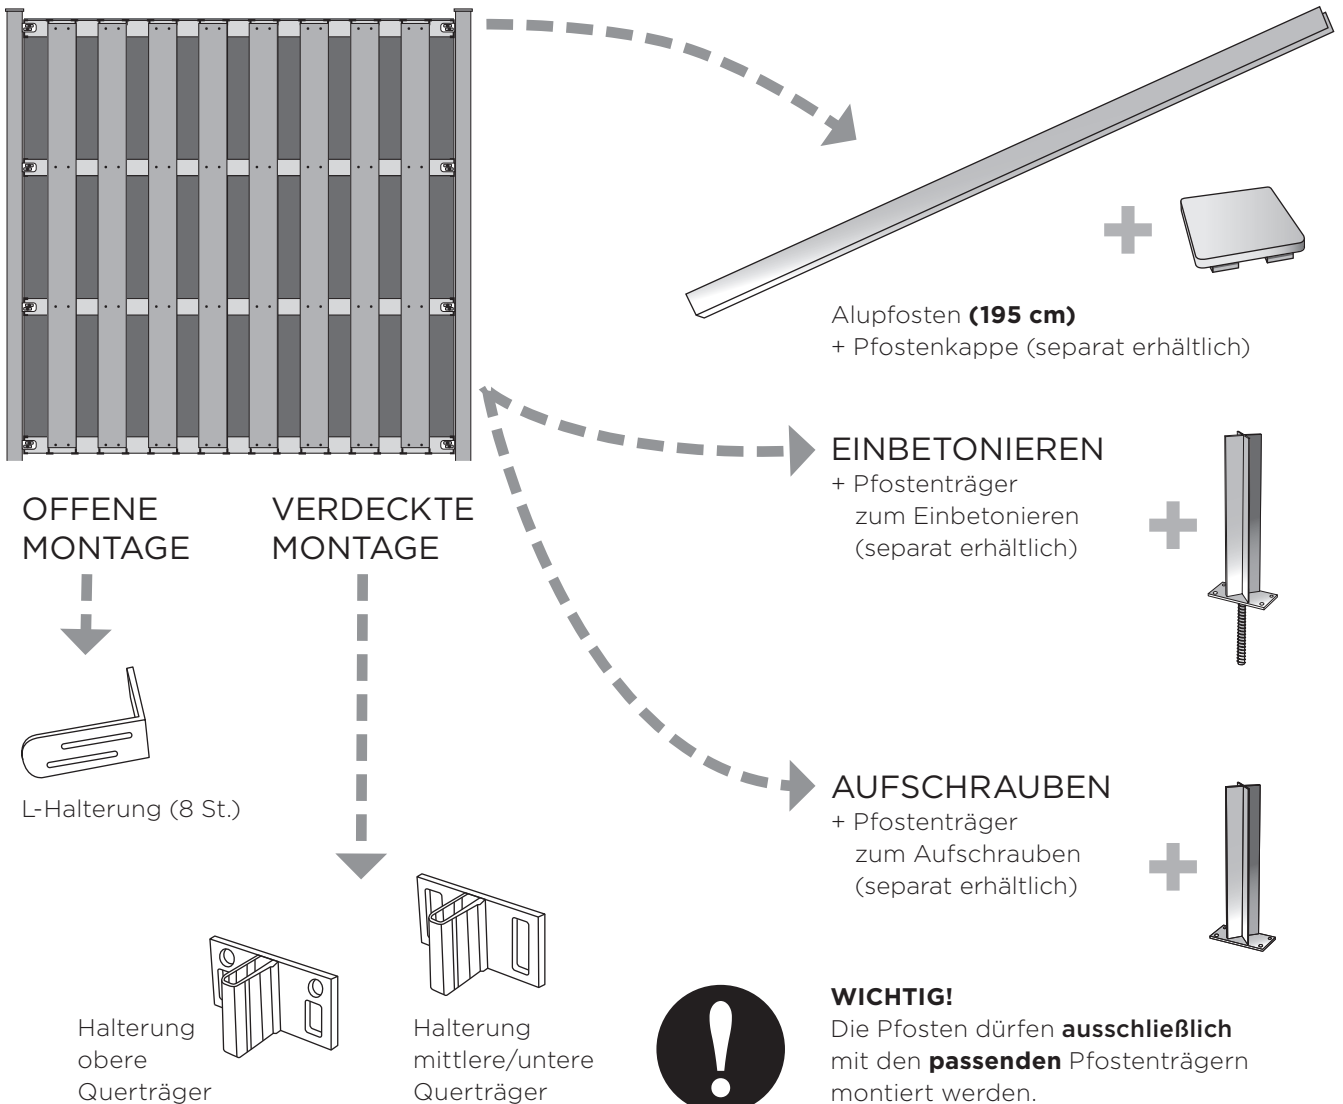 Alupfosten (195 cm)
+ Pfostenkappe (separat erhältlich)
EINBETONIEREN
+ Pfostenträger
zum Einbetonieren
(separat erhältlich)
OFFENE
MONTAGE
VERDECKTE
MONTAGE
L-Halterung (8 St.)
AUFSCHRAUBEN
+ Pfostenträger
zum Aufschrauben
(separat erhältlich)
Halterung
obere
Querträger
Halterung
mittlere/untere
Querträger
WICHTIG!
Die Pfosten dürfen ausschließlich
mit den passenden Pfostenträgern
montiert werden.